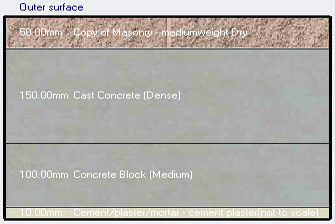 Outer surface
50.00mm Copy of Masonry - mediumweight Dry
150.00mm Cast Concrete (Dense)
100.00mm Concrete Block (Medium)
10.00mm Cement/plaster/mortar - cement plaster(not to scale)